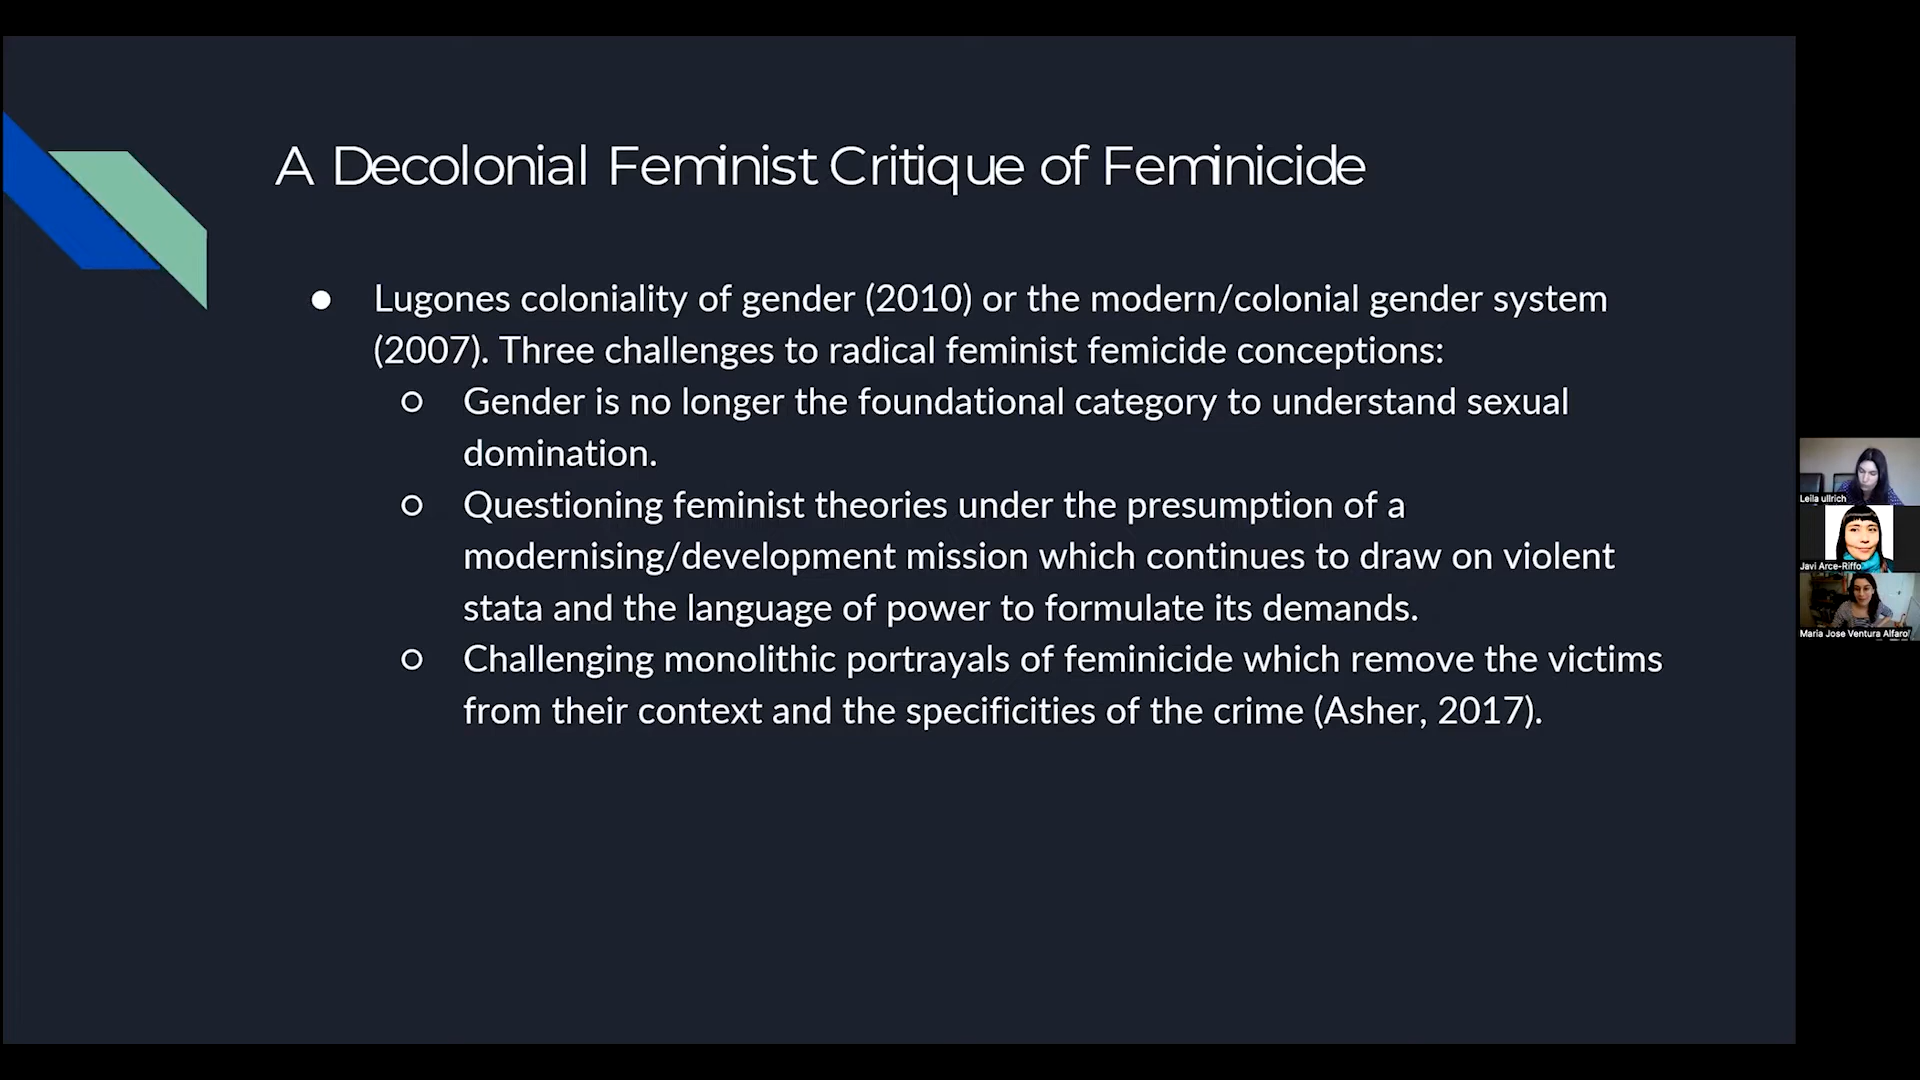 A Decolonial Feminist Critique of Feminicide
● Lugones coloniality of gender (2010) or the modern/colonial gender system
(2007). Three challenges to radical feminist femicide conceptions:
○ Gender is no longer the foundational category to understand sexual
domination.
○ Questioning feminist theories under the presumption of a
modernising/development mission which continues to draw on violent
stata and the language of power to formulate its demands.
○ Challenging monolithic portrayals of feminicide which remove the victims
from their context and the specificities of the crime (Asher, 2017).
Leila ullrich
Javi Arce-Riffo
Maria Jose Ventura Alfaro